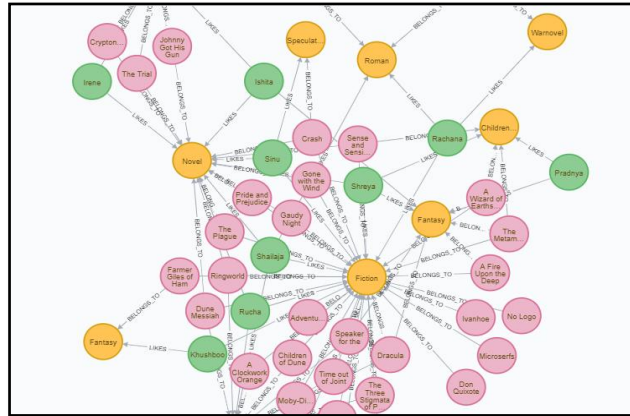 Crypton...
Johnny
Got His
Gun
Speculat...
Roman
Warnovel
Irene
The Trial
Ishita
Crash
Sense
and
Sensi...
Rachana
Children...
Novel
Sinu
Gone
with the
Wind
Shreya
Pradnya
Pride and
Prejudice
Gaudy
Night
Fantasy
A
Wizard of
Earths...
The
Plague
The
Metam...
Shailaja
Farmer
Giles of
Ham
Ringworld
Fiction
A Fire
Upon the
Deep
Dune
Messiah
Rucha
Adventu...
Speaker
for the...
Ivanhoe
No Logo
Fantasy
Khushboo
A
Clockwork
Orange
Children
of Dune
Dracula
Microserfs
Time out
of Joint
Moby-Di...
The
Three
Stigmata
of P...
Don
Quixote
BELONGS_TO
LIKES